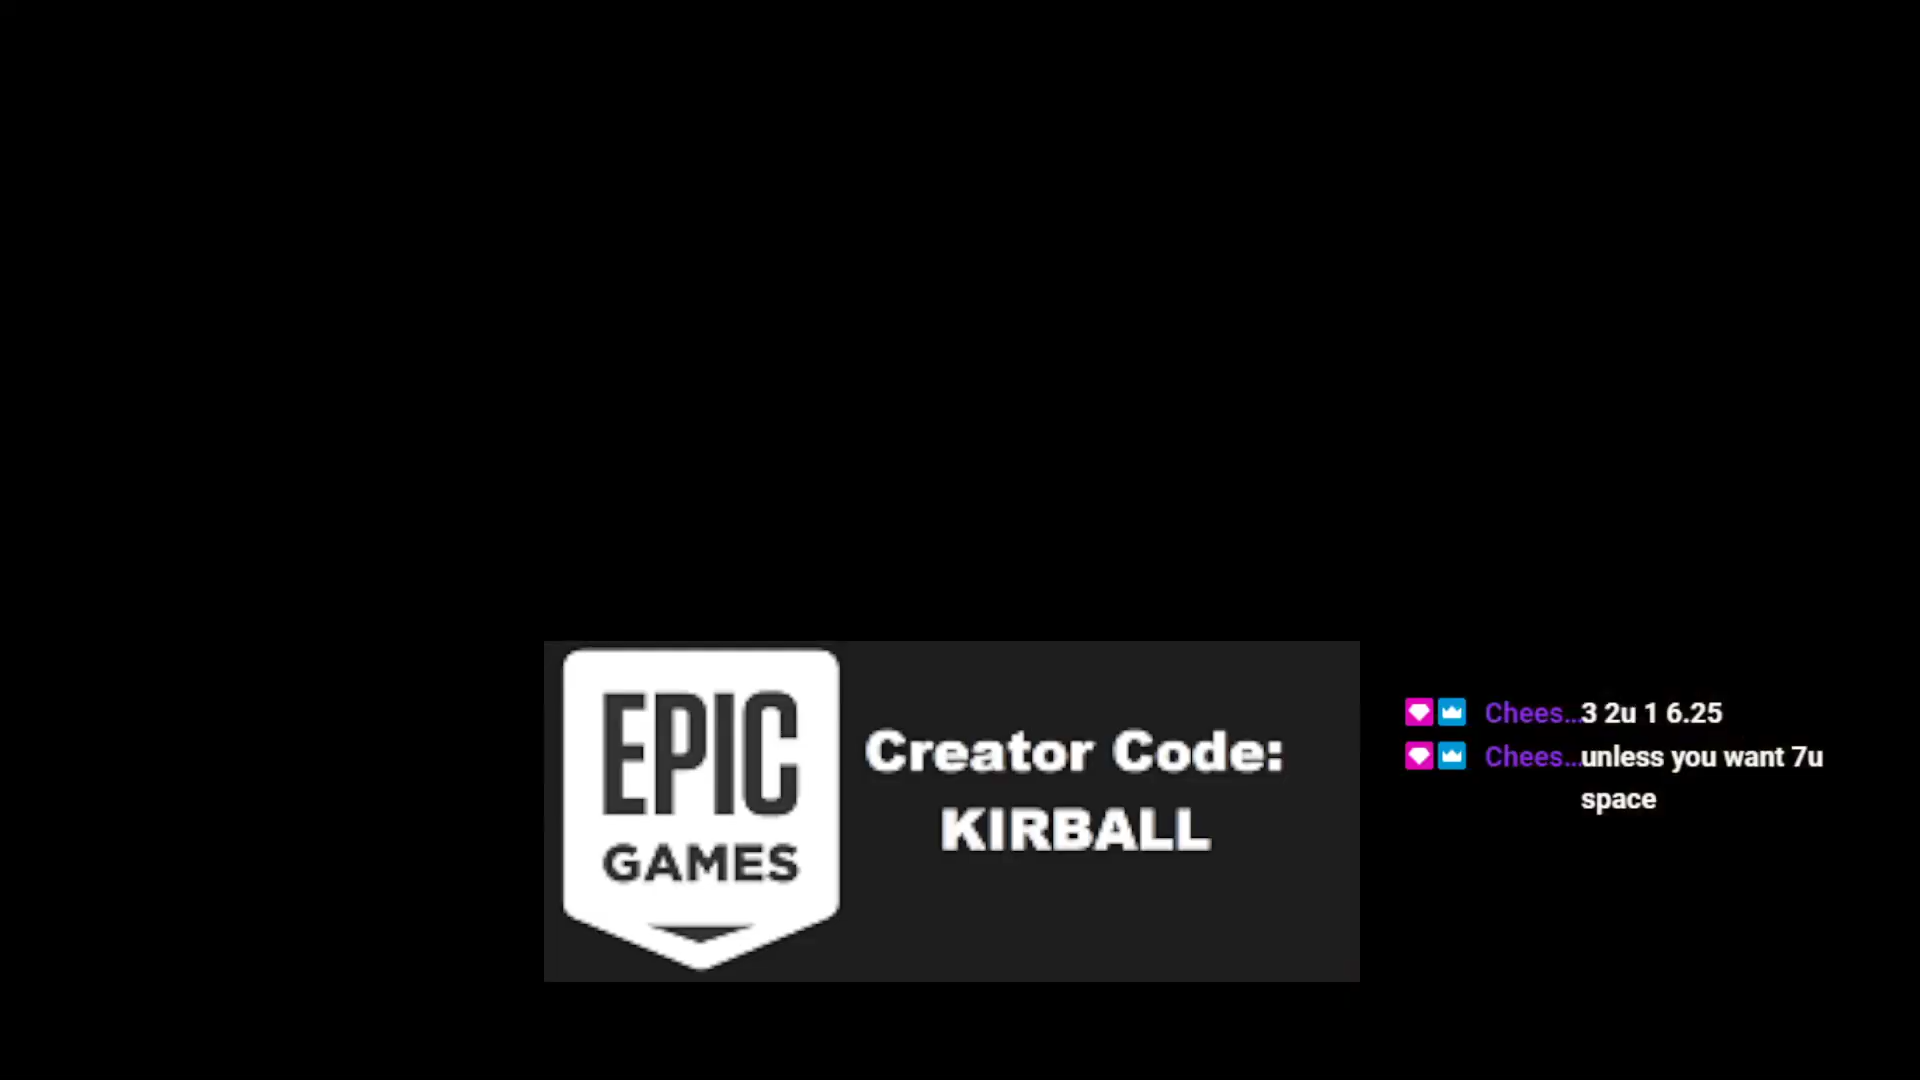 EPIC
GAMES
Creator Code:
KIRBALL
Chees...3 2u 1 6.25
Chees...unless you want 7u
space